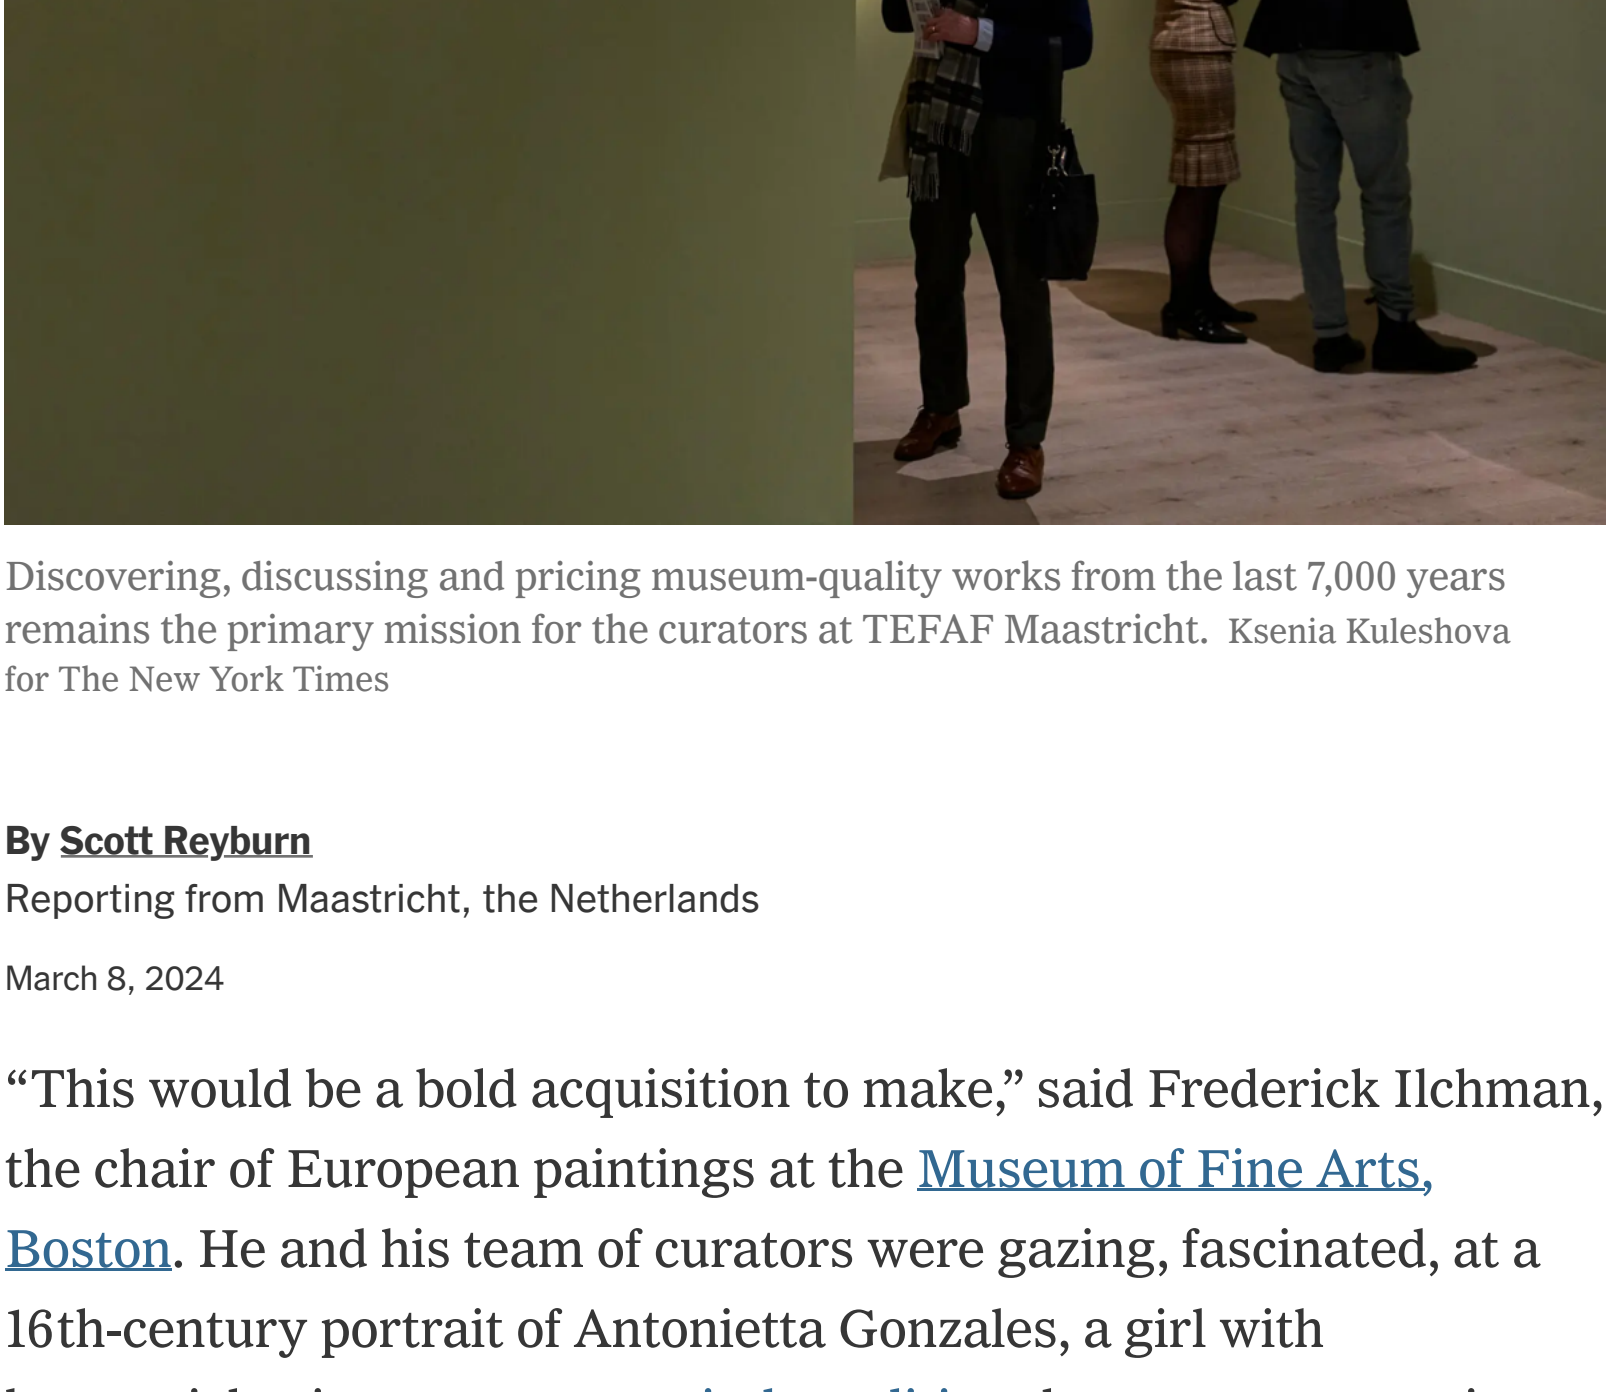 Discovering, discussing and pricing museum-quality works from the last 7,000 years
remains the primary mission for the curators at TEFAF Maastricht. Ksenia Kuleshova
for The New York Times
By Scott Reyburn
Reporting from Maastricht, the Netherlands
March 8, 2024
“This would be a bold acquisition to make,” said Frederick Ilchman,
the chair of European paintings at the Museum of Fine Arts,
Boston. He and his team of curators were gazing, fascinated, at a
16th-century portrait of Antonietta Gonzales, a girl with